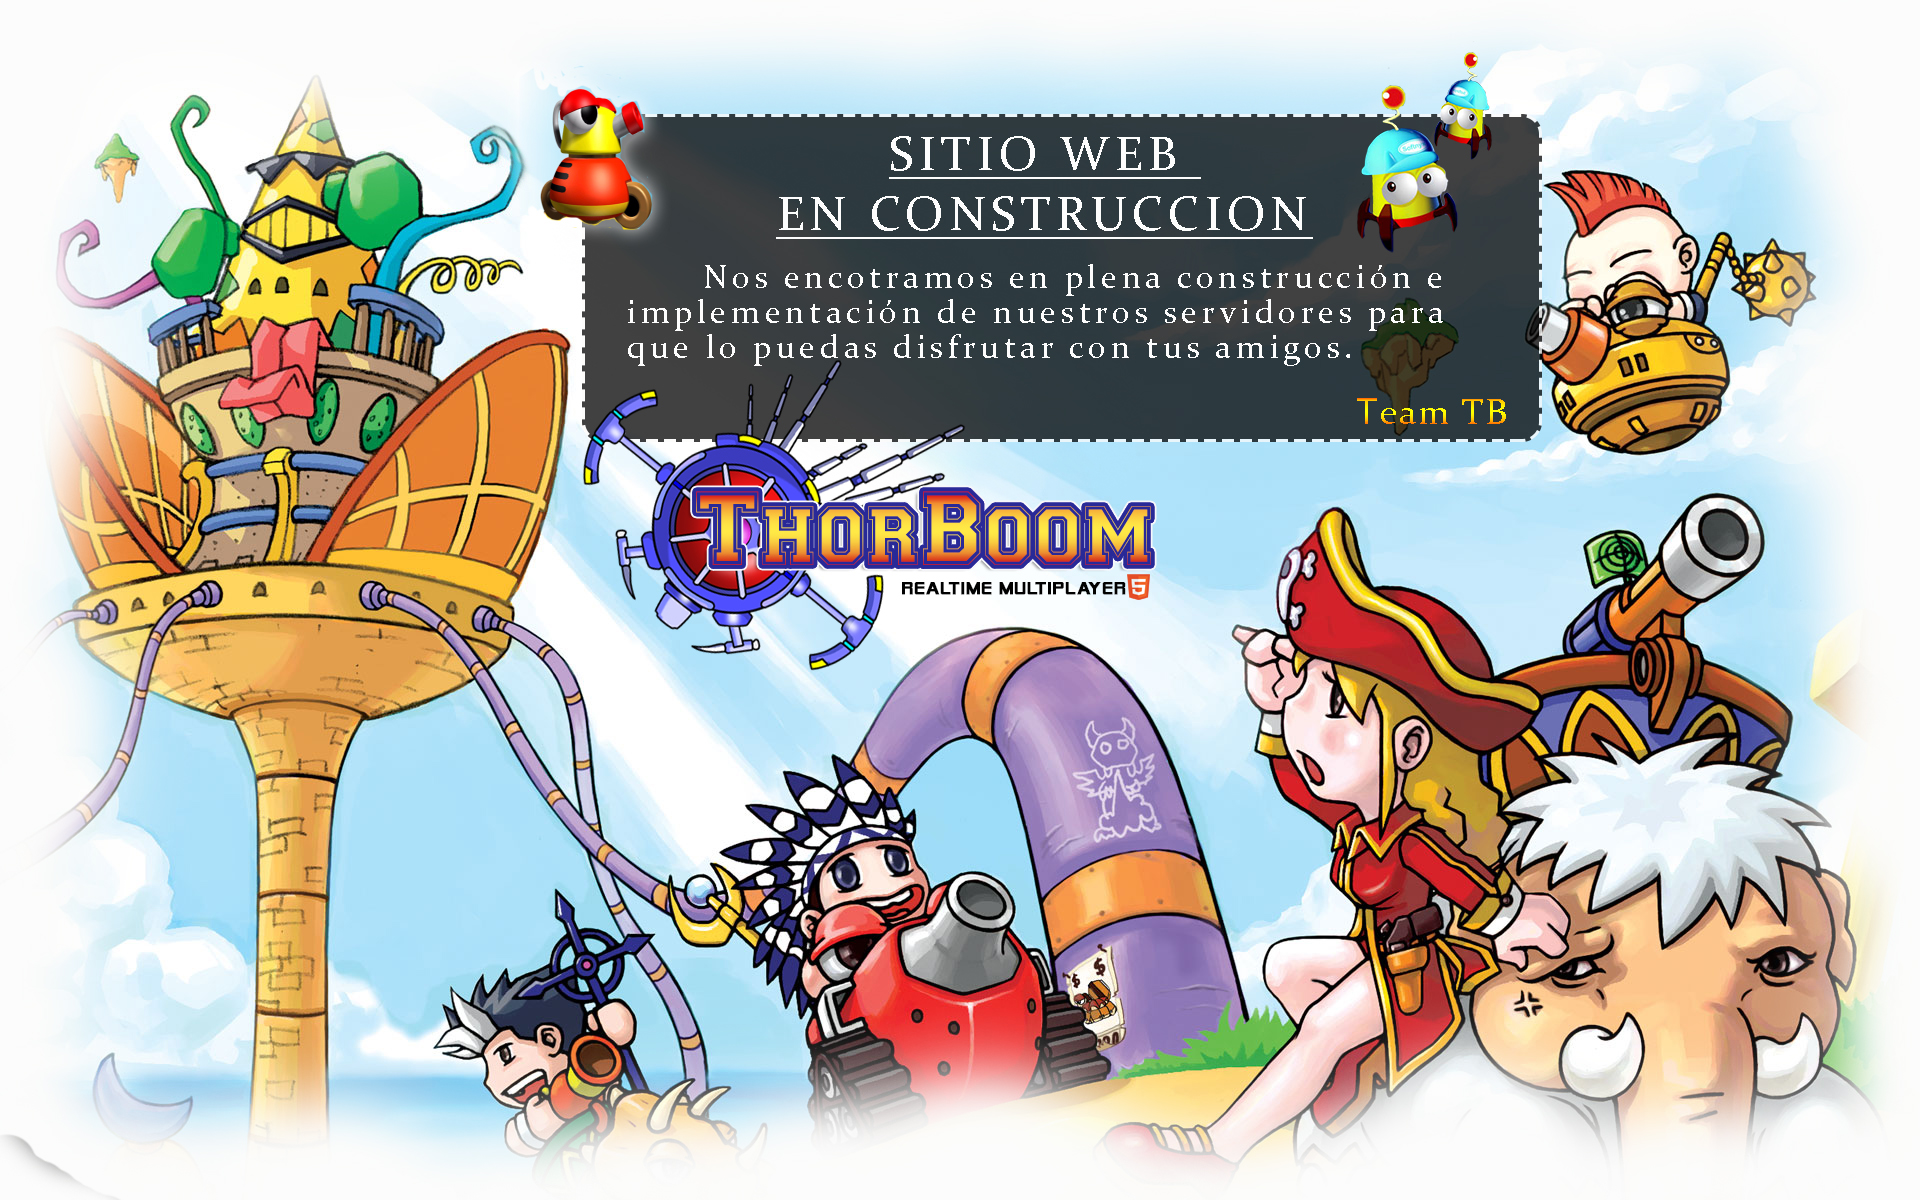 SITIO WEB
EN CONSTRUCCION
Nos encotramos en plena construcción e
implementación de nuestros servidores para
que lo puedas disfrutar con tus amigos.
Team TB
THORBOOM
REALTIME MULTIPLAYER 5
$ $